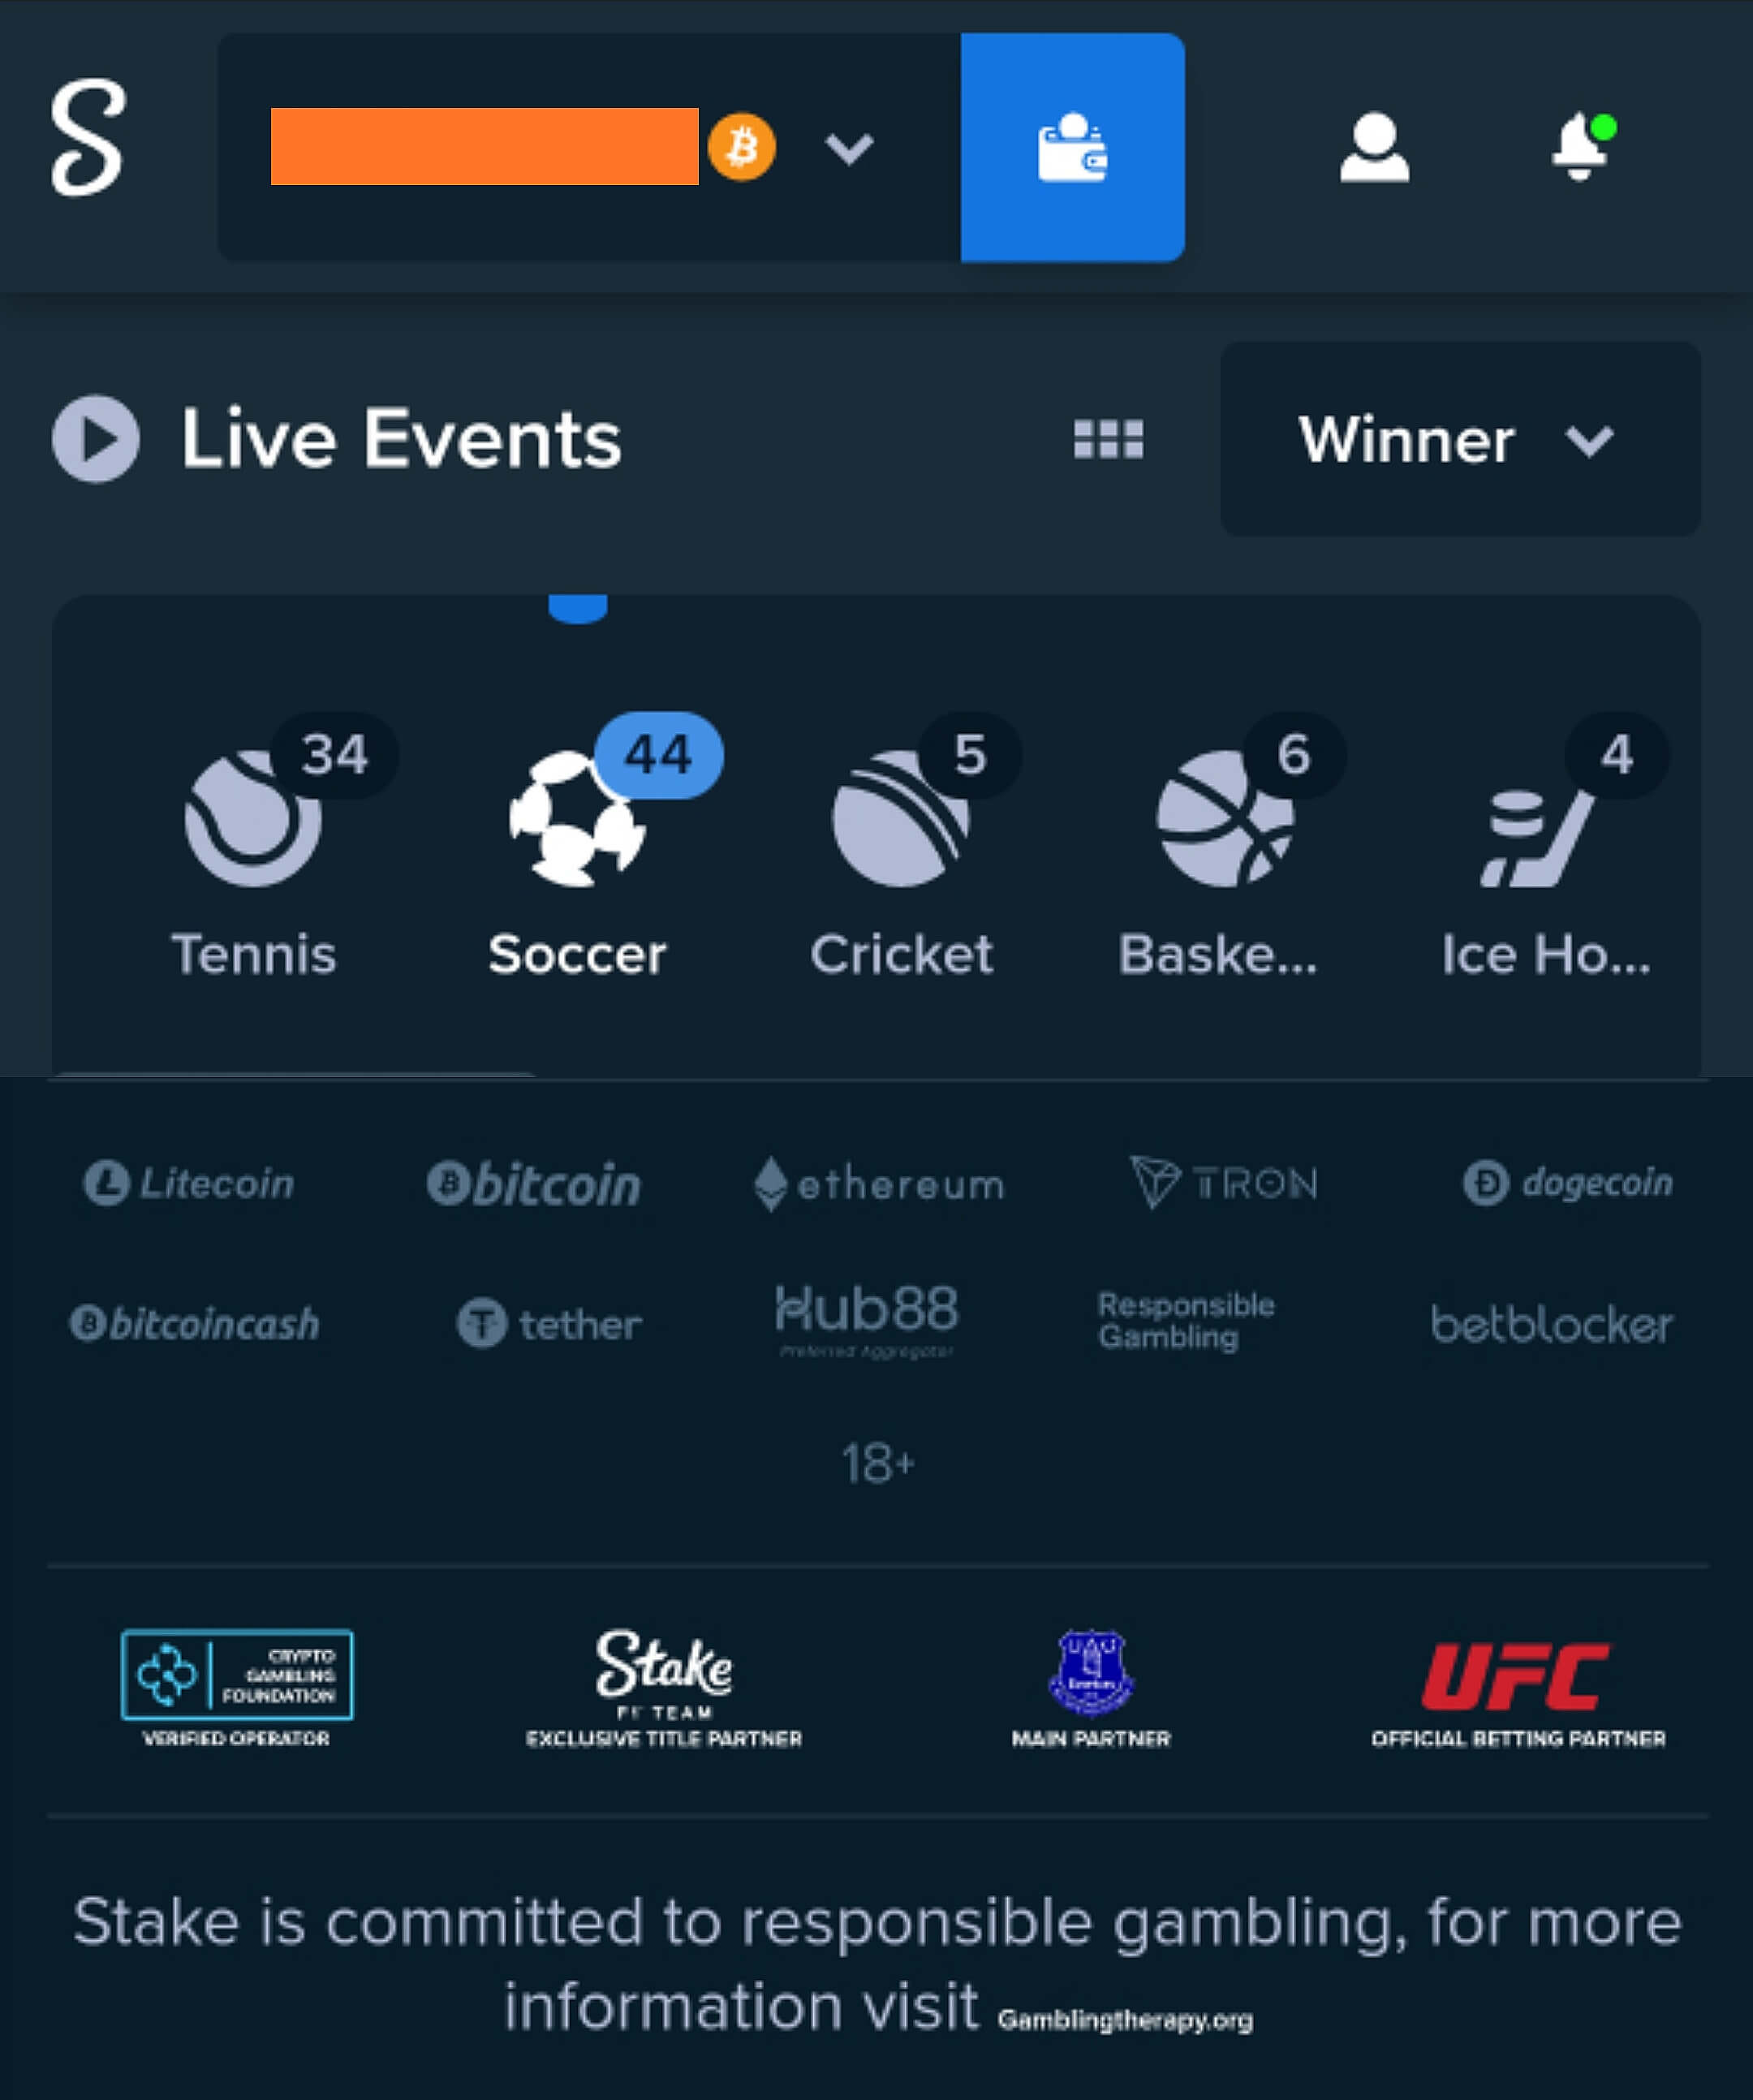 S
Live Events
Winner
34
44
5
6
4
Tennis
Soccer
Cricket
Baske...
Ice Ho...
Litecoin
bitcoin
ethereum
TRON
dogecoin
bitcoincash
tether
Hub88
Preferred Aggregator
Responsible
Gambling
betblocker
18+
CRYPTO
GAMBLING
FOUNDATION
VERIFIED OPERATOR
Stake
F1 TEAM
EXCLUSIVE TITLE PARTNER
Everton
MAIN PARTNER
UFC
OFFICIAL BETTING PARTNER
Stake is committed to responsible gambling, for more
information visit Gamblingtherapy.org